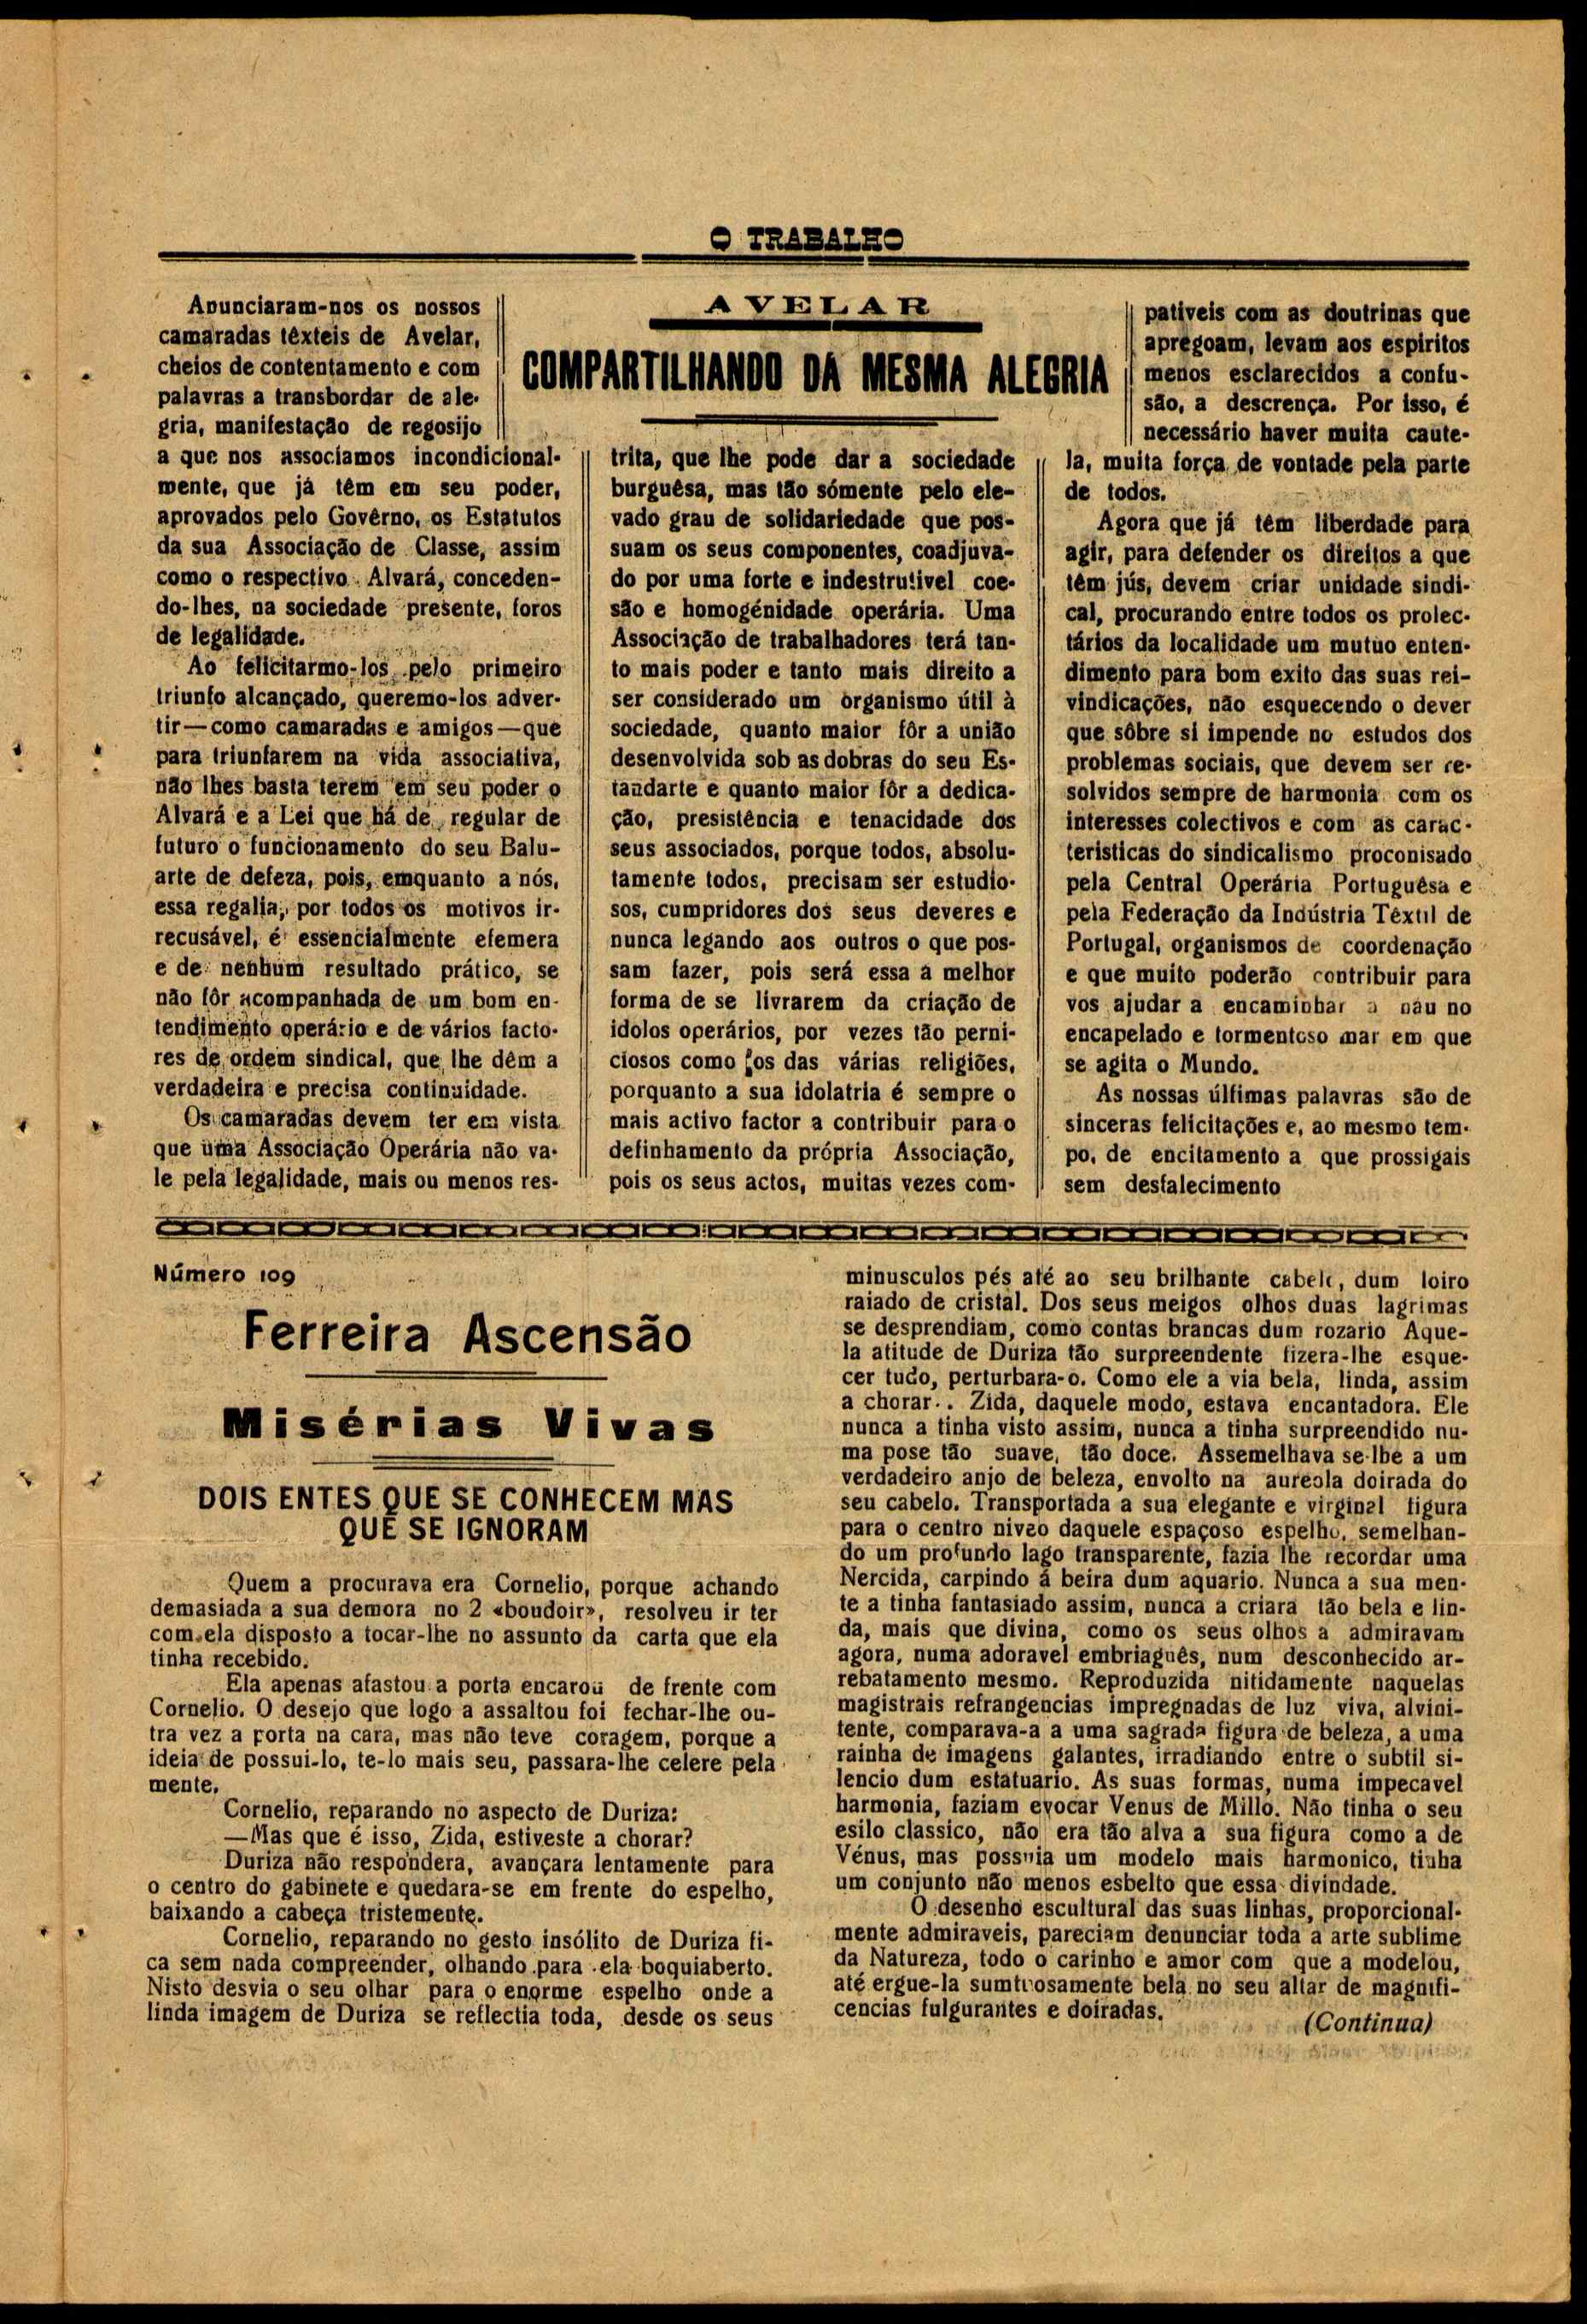 O TRABALHO
AVELAR
COMPARTILHANDO DA MESMA ALEGRIA
Anunciaram-nos os nossos
camaradas têxteis de Avelar,
cheios de contentamento e com
palavras a transbordar de ale-
gria, manifestação de regosijo
a que nos associamos incondicional-
mente, que já têm em seu poder,
aprovados pelo Govêrno, os Estatutos
da sua Associação de Classe, assim
como o respectivo Alvará, conceden-
do-lhes, na sociedade presente, foros
de legalidade.
Ao felicitarmo-los pelo primeiro
triunfo alcançado, queremo-los adver-
tir—como camaradas e amigos—que
para triunfarem na vida associativa,
não lhes basta terem em seu poder o
Alvará e a Lei que há de regular de
futuro o funcionamento do seu Balu-
arte de defeza, pois, emquanto a nós,
essa regalia, por todos os motivos ir-
recusável, é essencialmente efemera
e de nenhum resultado prático, se
não fôr acompanhada de um bom en-
tendimento operário e de vários facto-
res de ordem sindical, que lhe dêm a
verdadeira e precisa continuidade.
Os camaradas devem ter em vista
que uma Associação Operária não va-
le pela legalidade, mais ou menos res-
trita, que lhe pode dar a sociedade
burguêsa, mas tão sómente pelo ele-
vado grau de solidariedade que pos-
suam os seus componentes, coadjuva-
do por uma forte e indestrutivel coe-
são e homogénidade operária. Uma
Associação de trabalhadores terá tan-
to mais poder e tanto mais direito a
ser considerado um organismo útil à
sociedade, quanto maior fôr a união
desenvolvida sob as dobras do seu Es-
tandarte e quanto maior fôr a dedica-
ção, presistência e tenacidade dos
seus associados, porque todos, absolu-
tamente todos, precisam ser estudio-
sos, cumpridores dos seus deveres e
nunca legando aos outros o que pos-
sam fazer, pois será essa a melhor
forma de se livrarem da criação de
idolos operários, por vezes tão perni-
ciosos como os das várias religiões,
porquanto a sua idolatria é sempre o
mais activo factor a contribuir para o
definhamento da própria Associação,
pois os seus actos, muitas vezes com-
pativeis com as doutrinas que
apregoam, levam aos espiritos
menos esclarecidos a confu-
são, a descrença. Por isso, é
necessário haver muita caute-
la, muita força de vontade pela parte
de todos.
Agora que já têm liberdade para
agir, para defender os direitos a que
têm jús, devem criar unidade sindi-
cal, procurando entre todos os prolec-
tários da localidade um mutuo enten-
dimento para bom exito das suas rei-
vindicações, não esquecendo o dever
que sôbre si impende no estudos dos
problemas sociais, que devem ser re-
solvidos sempre de harmonia com os
interesses colectivos e com as carac-
teristicas do sindicalismo proconisado
pela Central Operária Portuguêsa e
pela Federação da Indústria Têxtil de
Portugal, organismos de coordenação
e que muito poderão contribuir para
vos ajudar a encaminhar a nau no
encapelado e tormentoso mar em que
se agita o Mundo.
As nossas últimas palavras são de
sinceras felicitações e, ao mesmo tem-
po, de encitamento a que prossigais
sem desfalecimento
Número 109
Ferreira Ascensão
Misérias Vivas
DOIS ENTES QUE SE CONHECEM MAS
QUE SE IGNORAM
Quem a procurava era Cornelio, porque achando
demasiada a sua demora no 2 «boudoir», resolveu ir ter
com ela disposto a tocar-lhe no assunto da carta que ela
tinha recebido.
Ela apenas afastou a porta encarou de frente com
Cornelio. O desejo que logo a assaltou foi fechar-lhe ou-
tra vez a porta na cara, mas não teve coragem, porque a
ideia de possui-lo, te-lo mais seu, passara-lhe celere pela
mente.
Cornelio, reparando no aspecto de Duriza:
—Mas que é isso, Zida, estiveste a chorar?
Duriza não respondera, avançara lentamente para
o centro do gabinete e quedara-se em frente do espelho,
baixando a cabeça tristemente.
Cornelio, reparando no gesto insólito de Duriza fi-
ca sem nada compreender, olhando para ela boquiaberto.
Nisto desvia o seu olhar para o enorme espelho onde a
linda imagem de Duriza se reflectia toda, desde os seus
minusculos pés até ao seu brilhante cabelo, dum loiro
raiado de cristal. Dos seus meigos olhos duas lagrimas
se desprendiam, como contas brancas dum rozario Aque-
la atitude de Duriza tão surpreendente fizera-lhe esque-
cer tudo, perturbara-o. Como ele a via bela, linda, assim
a chorar.. Zida, daquele modo, estava encantadora. Ele
nunca a tinha visto assim, nunca a tinha surpreendido nu-
ma pose tão suave, tão doce. Assemelhava se-lhe a um
verdadeiro anjo de beleza, envolto na aureola doirada do
seu cabelo. Transportada a sua elegante e virginal figura
para o centro niveo daquele espaçoso espelho, semelhan-
do um profundo lago transparente, fazia lhe recordar uma
Nercida, carpindo á beira dum aquario. Nunca a sua men-
te a tinha fantasiado assim, nunca a criara tão bela e lin-
da, mais que divina, como os seus olhos a admiravam
agora, numa adoravel embriaguês, num desconhecido ar-
rebatamento mesmo. Reproduzida nitidamente naquelas
magistrais refrangencias impregnadas de luz viva, alvini-
tente, comparava-a a uma sagrada figura de beleza, a uma
rainha de imagens galantes, irradiando entre o subtil si-
lencio dum estatuario. As suas formas, numa impecavel
harmonia, faziam evocar Venus de Millo. Não tinha o seu
esilo classico, não era tão alva a sua figura como a de
Vénus, mas possuia um modelo mais harmonico, tinha
um conjunto não menos esbelto que essa divindade.
O desenho escultural das suas linhas, proporcional-
mente admiraveis, pareciam denunciar toda a arte sublime
da Natureza, todo o carinho e amor com que a modelou,
até ergue-la sumtuosamente bela no seu altar de magnifi-
cencias fulgurantes e doiradas.
(Continua)